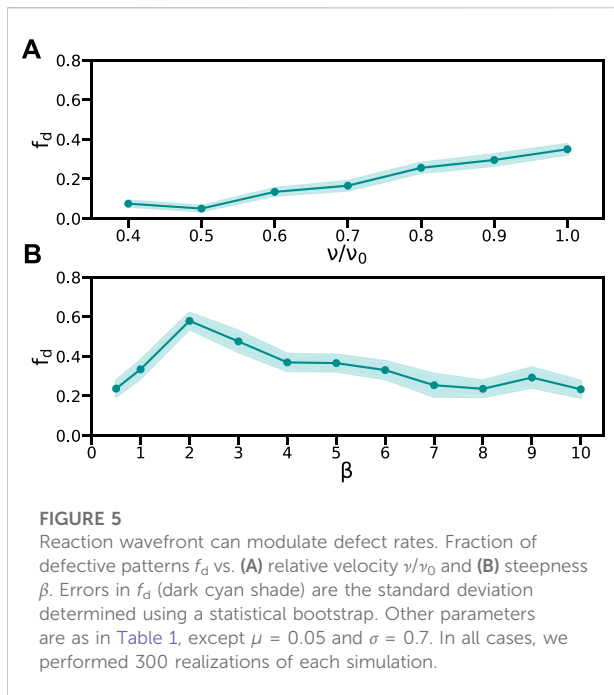 A
0.8
0.6
0.4
0.2
0.0
f_d
0.4 0.5 0.6 0.7 0.8 0.9 1.0
ν/ν₀
B
0.8
0.6
0.4
0.2
0.0
f_d
0 1 2 3 4 5 6 7 8 9 10
β
FIGURE 5
Reaction wavefront can modulate defect rates. Fraction of
defective patterns f_d vs. (A) relative velocity ν/ν₀ and (B) steepness
β. Errors in f_d (dark cyan shade) are the standard deviation
determined using a statistical bootstrap. Other parameters
are as in Table 1, except μ = 0.05 and σ = 0.7. In all cases, we
performed 300 realizations of each simulation.